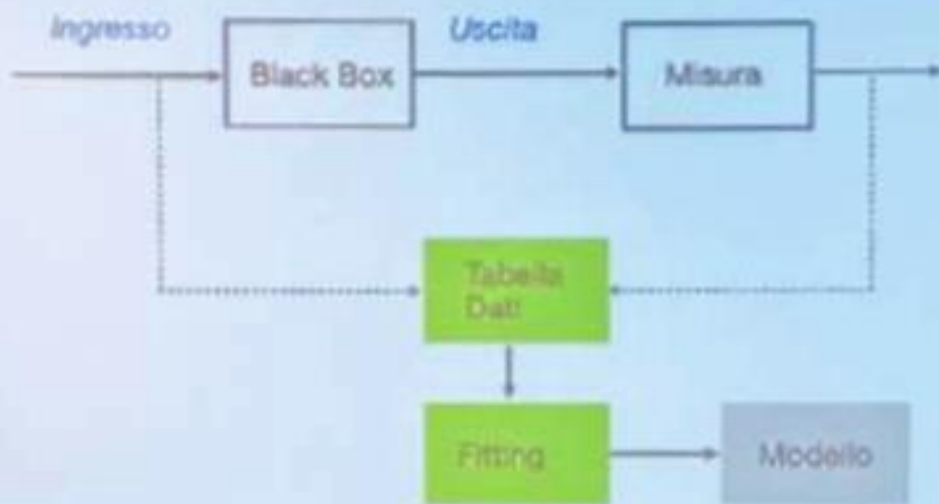 Ingresso
Uscita
Black Box
Misura
Tabella
Dati
Fitting
Modello